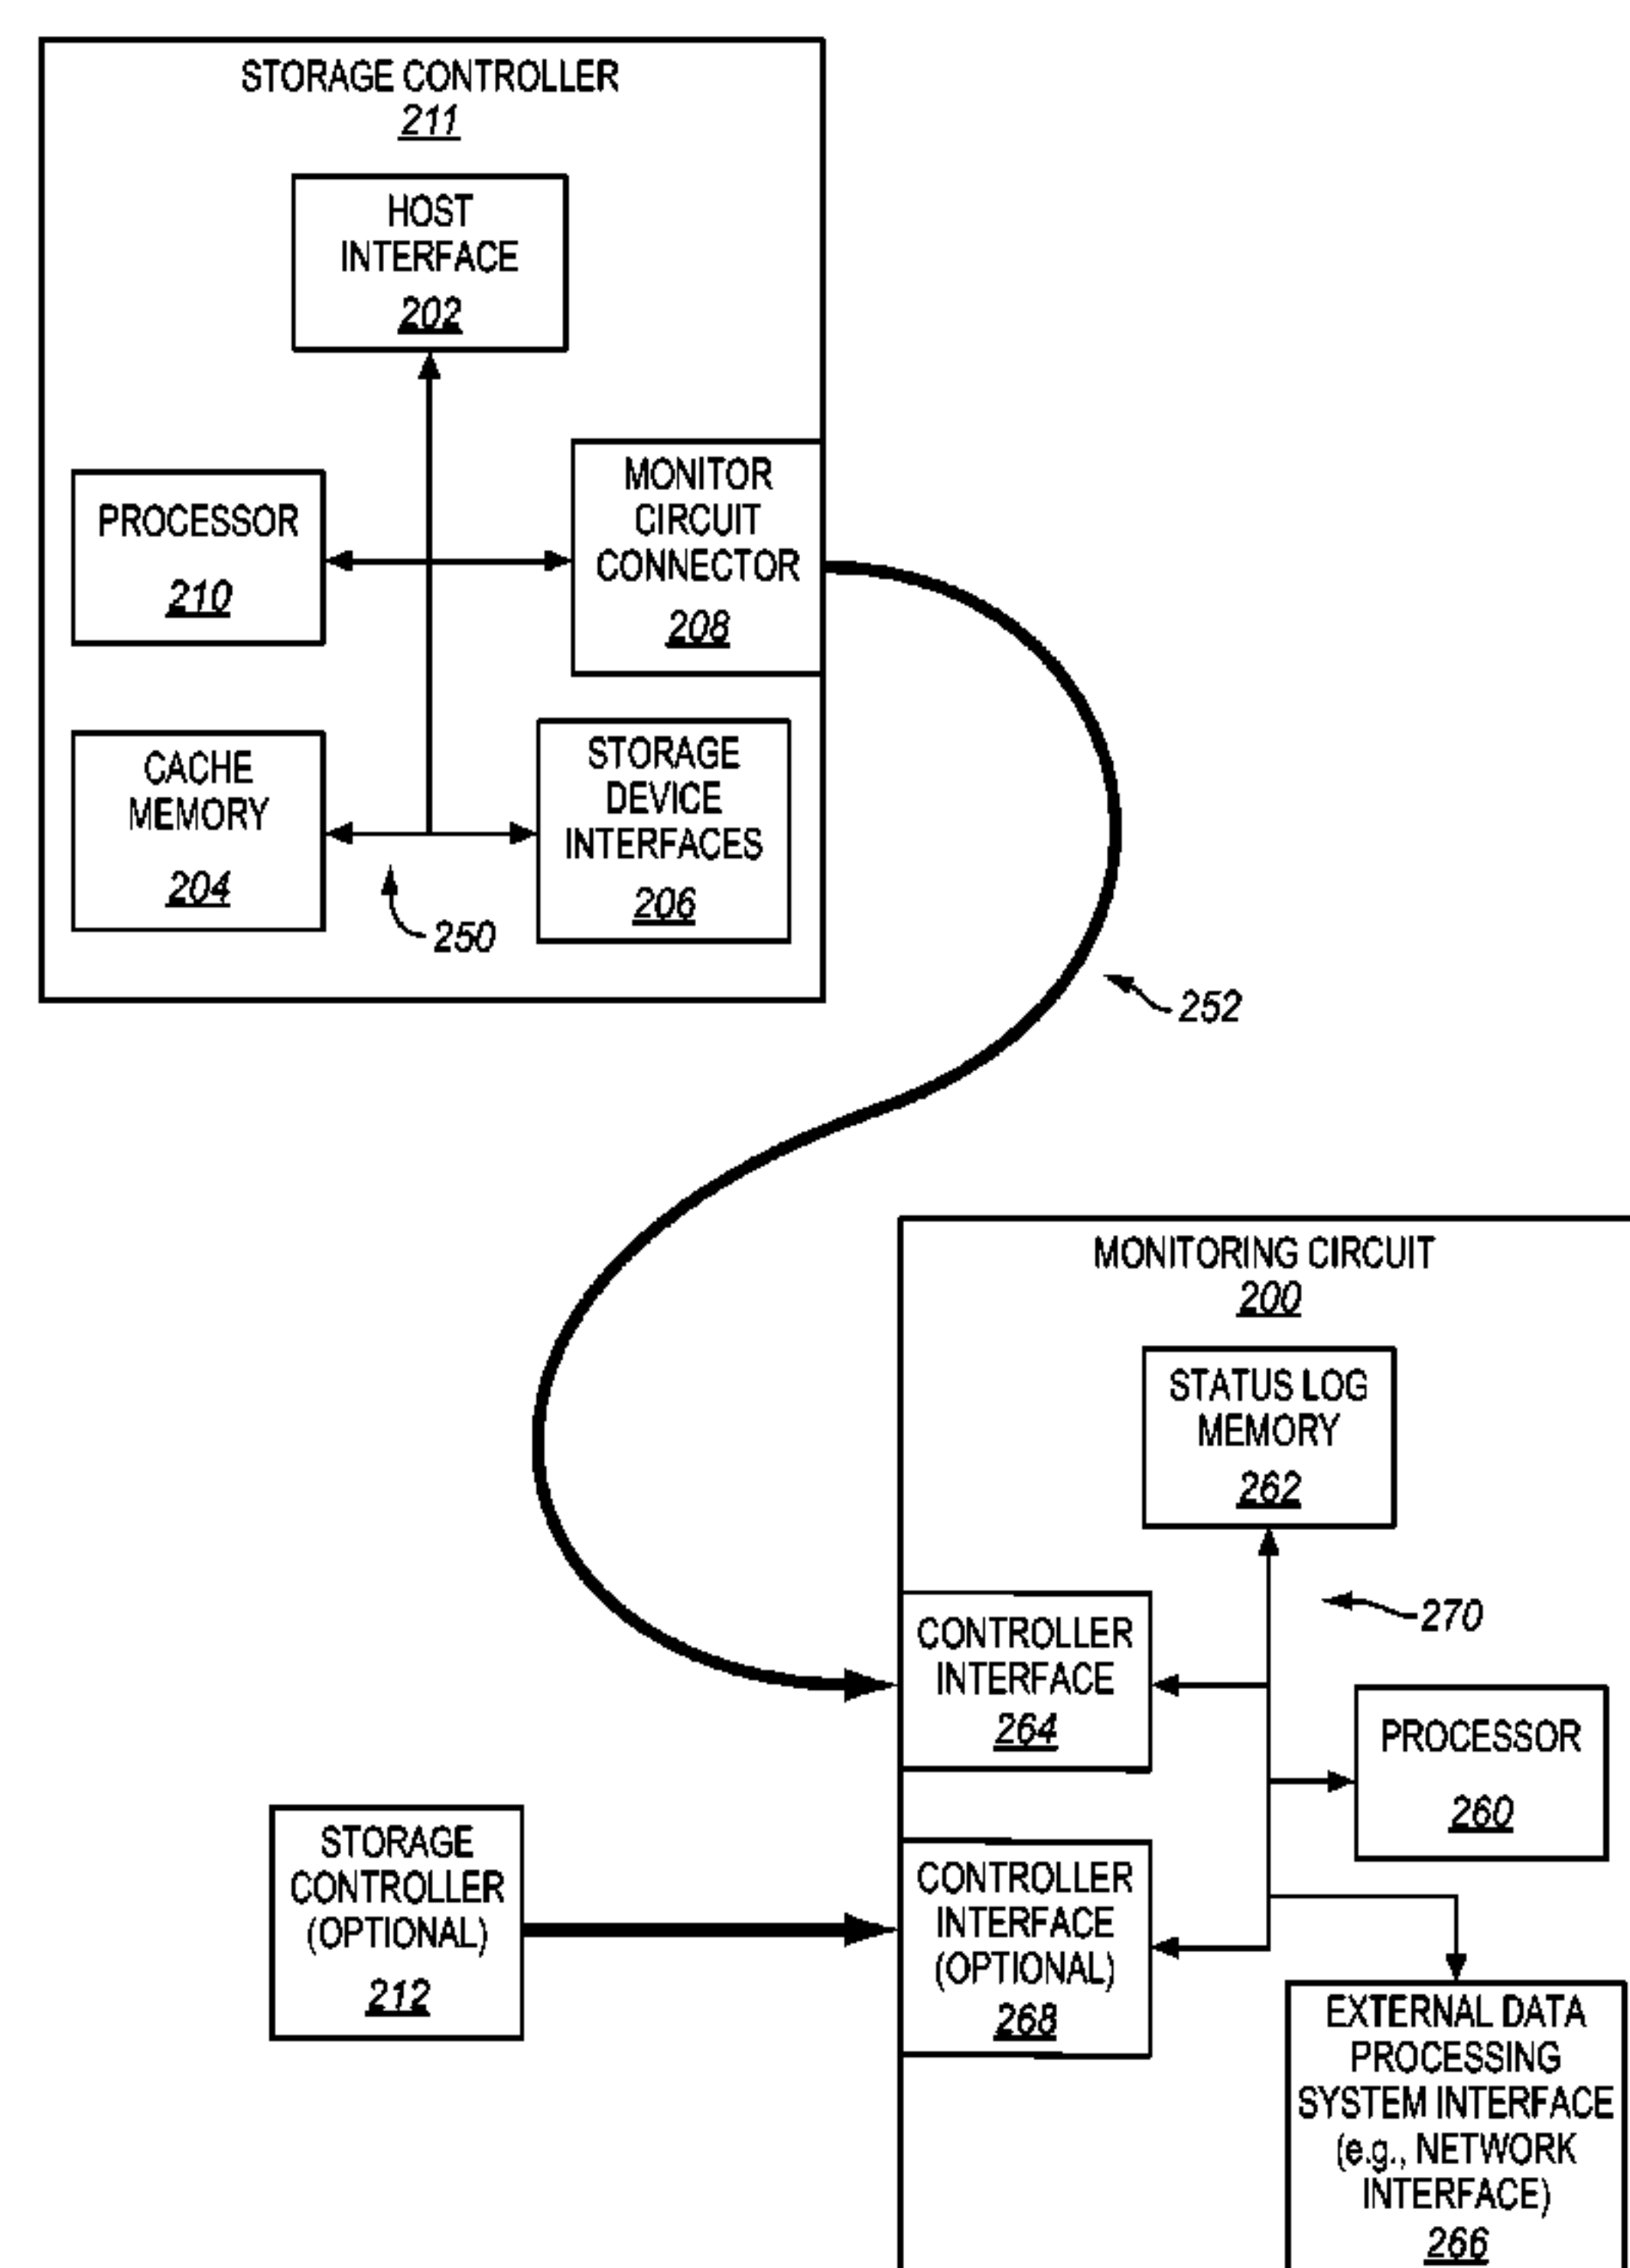 STORAGE CONTROLLER
211
HOST
INTERFACE
202
PROCESSOR
210
MONITOR
CIRCUIT
CONNECTOR
208
CACHE
MEMORY
204
STORAGE
DEVICE
INTERFACES
206
250
252
MONITORING CIRCUIT
200
STATUS LOG
MEMORY
262
270
CONTROLLER
INTERFACE
264
PROCESSOR
260
STORAGE
CONTROLLER
(OPTIONAL)
212
CONTROLLER
INTERFACE
(OPTIONAL)
268
EXTERNAL DATA
PROCESSING
SYSTEM INTERFACE
(e.g., NETWORK
INTERFACE)
266